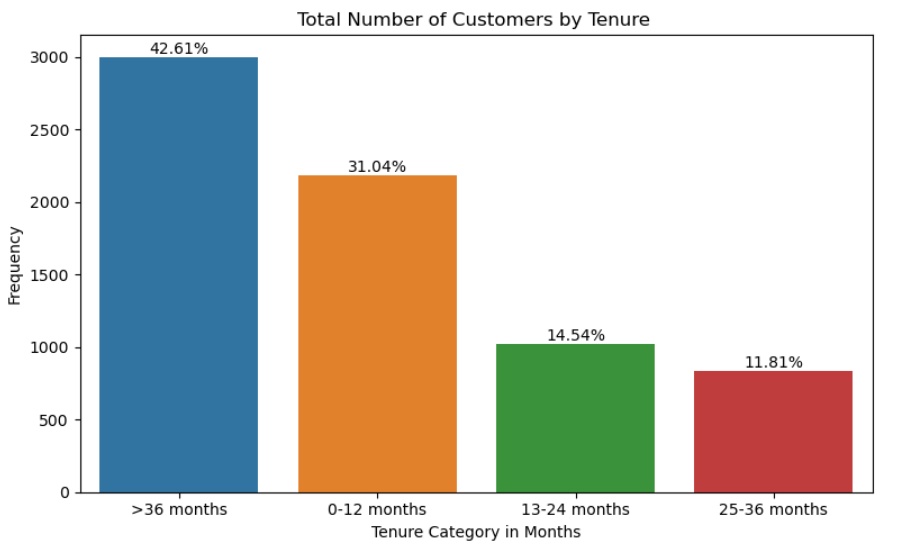 Total Number of Customers by Tenure
42.61%
31.04%
14.54%
11.81%
3000
2500
2000
1500
1000
500
0
Frequency
>36 months
0-12 months
13-24 months
25-36 months
Tenure Category in Months